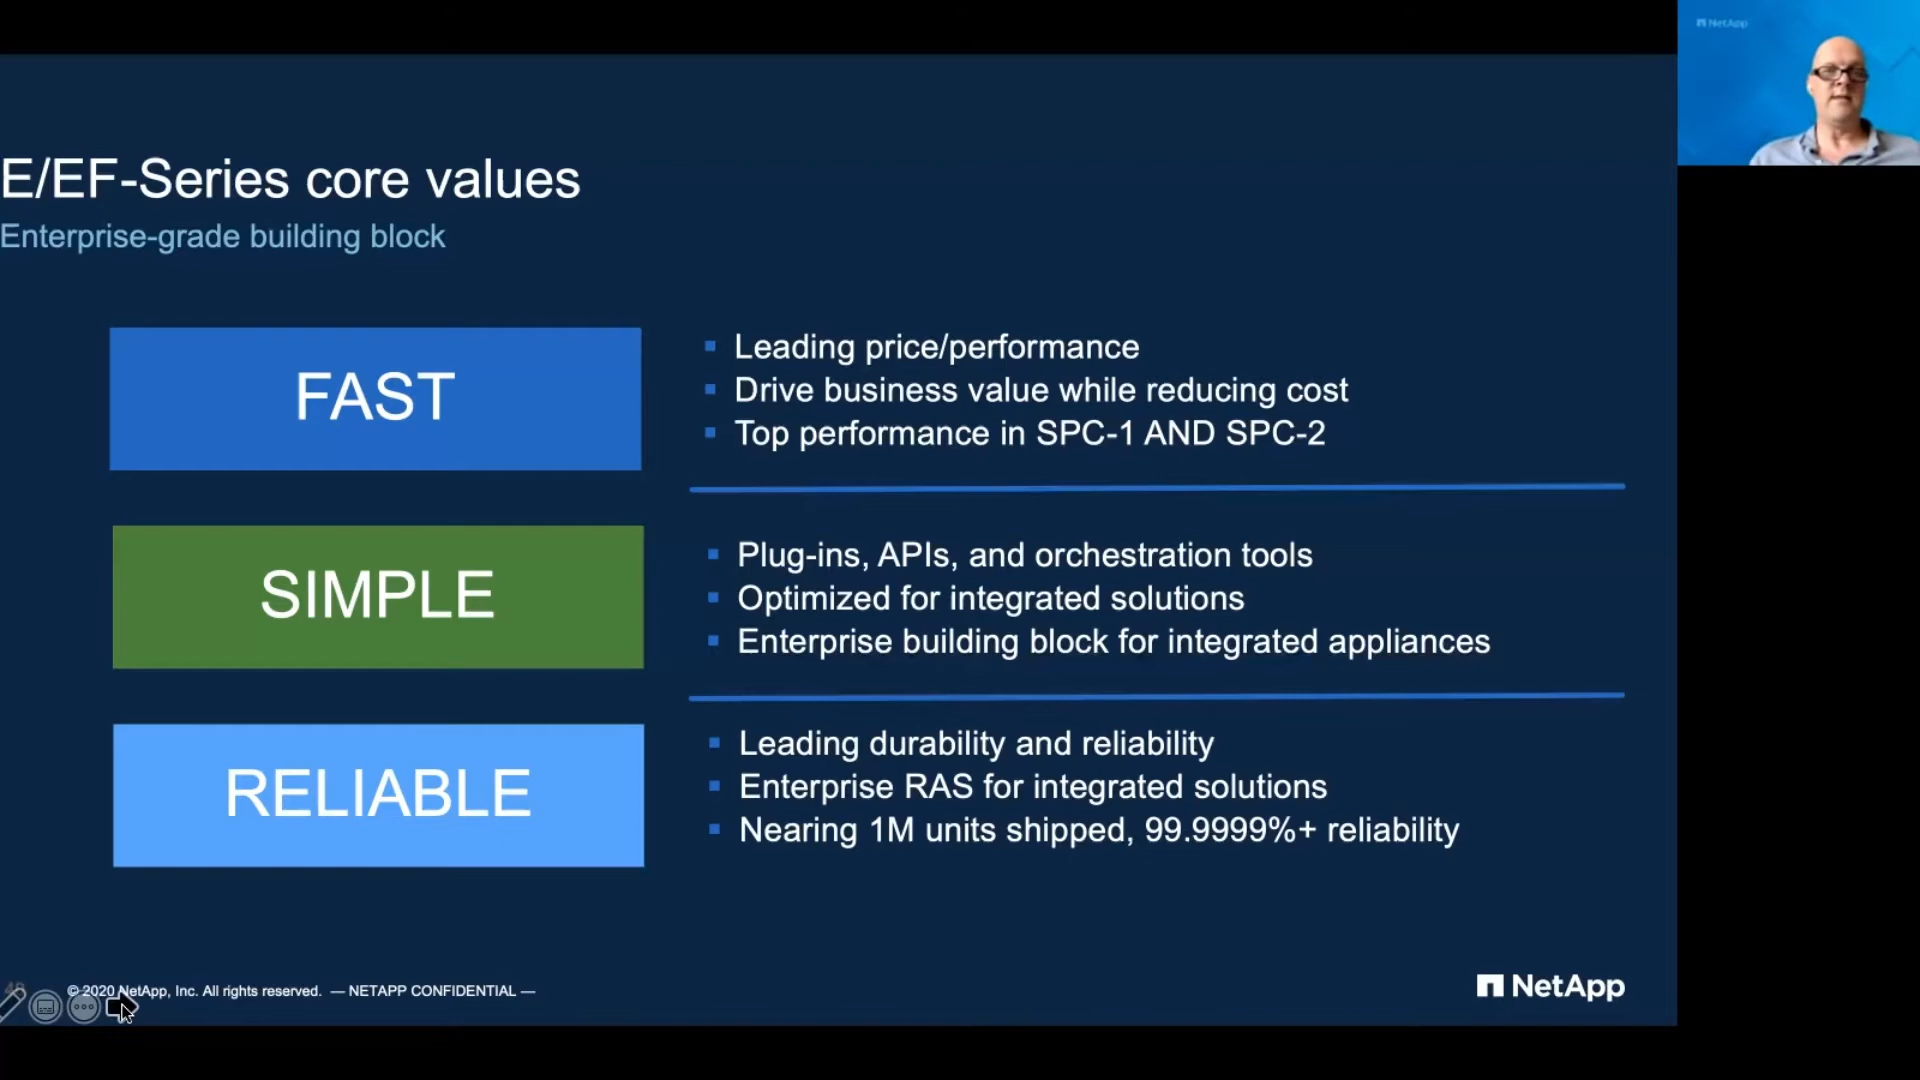 NetApp
E/EF-Series core values
Enterprise-grade building block
FAST
Leading price/performance
Drive business value while reducing cost
Top performance in SPC-1 AND SPC-2
SIMPLE
Plug-ins, APIs, and orchestration tools
Optimized for integrated solutions
Enterprise building block for integrated appliances
RELIABLE
Leading durability and reliability
Enterprise RAS for integrated solutions
Nearing 1M units shipped, 99.9999%+ reliability
© 2020 NetApp, Inc. All rights reserved. — NETAPP CONFIDENTIAL —
NetApp